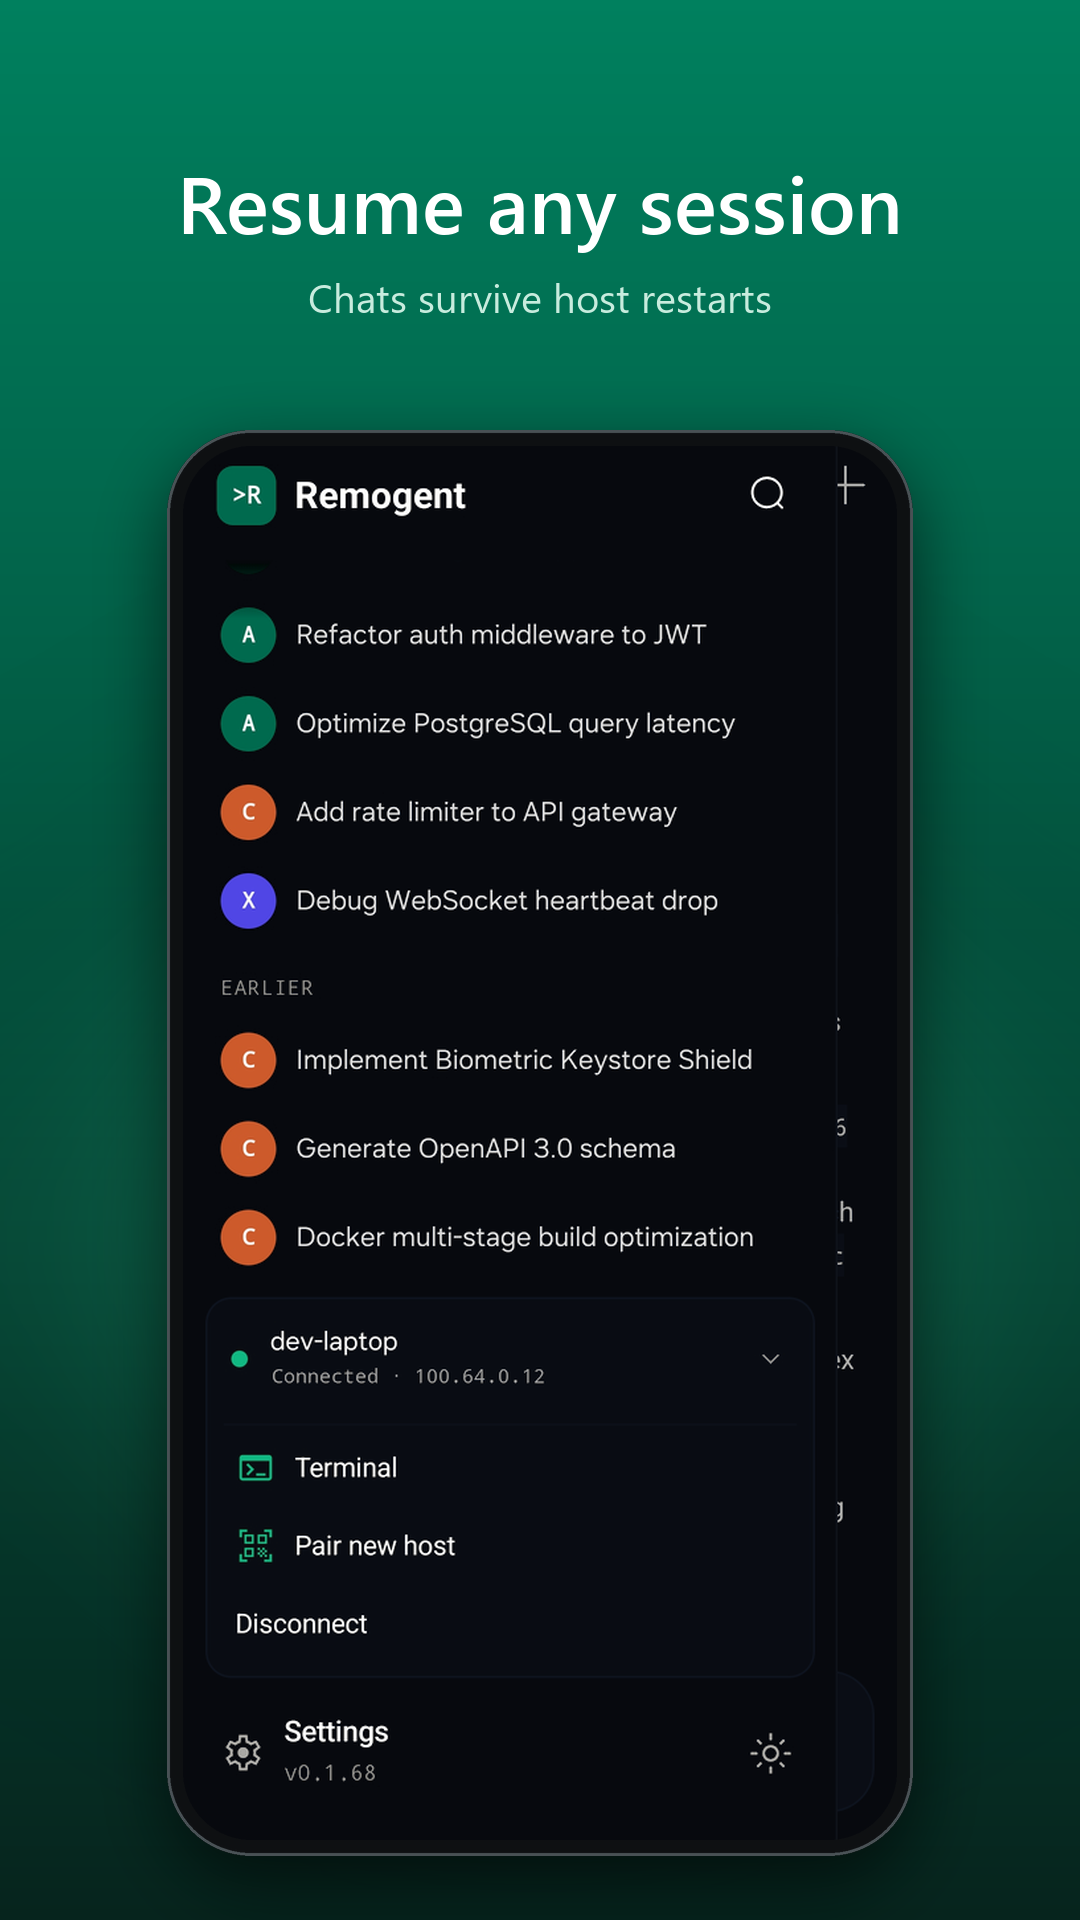 Resume any session
Chats survive host restarts
>R Remogent
A Refactor auth middleware to JWT
A Optimize PostgreSQL query latency
C Add rate limiter to API gateway
X Debug WebSocket heartbeat drop
EARLIER
C Implement Biometric Keystore Shield
C Generate OpenAPI 3.0 schema
C Docker multi-stage build optimization
dev-laptop
Connected · 100.64.0.12
Terminal
Pair new host
Disconnect
Settings
v0.1.68